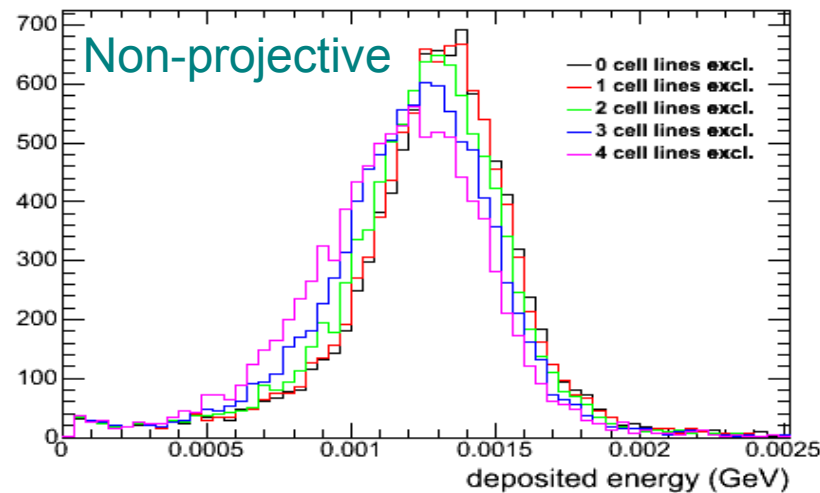 Non-projective
700
600
500
400
300
200
100
0
0 cell lines excl.
1 cell lines excl.
2 cell lines excl.
3 cell lines excl.
4 cell lines excl.
0 0.0005 0.001 0.0015 0.002 0.0025
deposited energy (GeV)